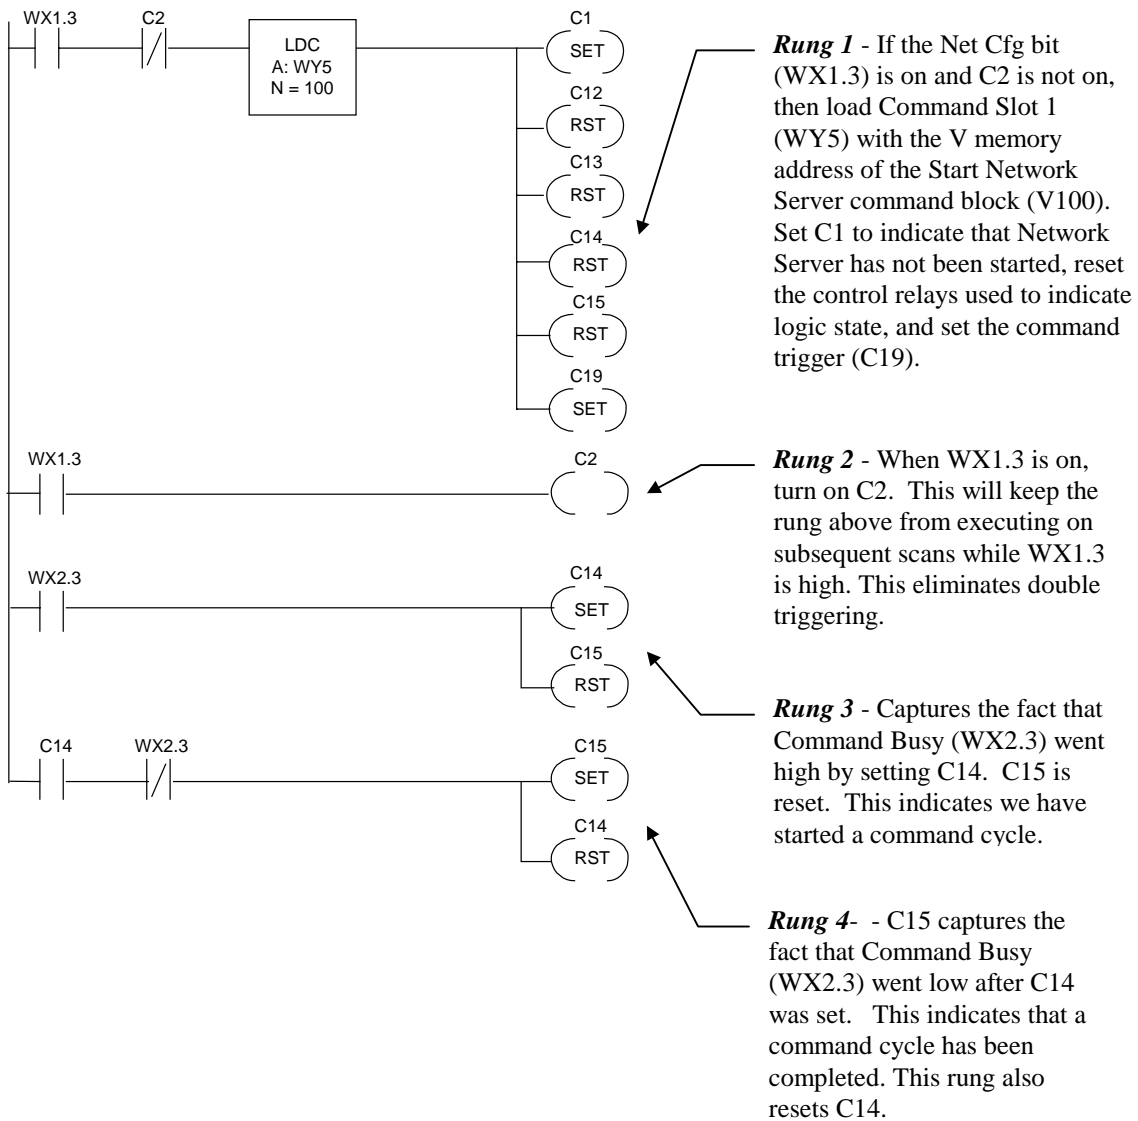 WX1.3 C2 C1
LDC
A: WY5
N = 100
SET
C12
RST
C13
RST
C14
RST
C15
RST
C19
SET
Rung 1 - If the Net Cfg bit
(WX1.3) is on and C2 is not on,
then load Command Slot 1
(WY5) with the V memory
address of the Start Network
Server command block (V100).
Set C1 to indicate that Network
Server has not been started, reset
the control relays used to indicate
logic state, and set the command
trigger (C19).
WX1.3 C2
Rung 2 - When WX1.3 is on,
turn on C2. This will keep the
rung above from executing on
subsequent scans while WX1.3
is high. This eliminates double
triggering.
WX2.3 C14
SET
C15
RST
Rung 3 - Captures the fact that
Command Busy (WX2.3) went
high by setting C14. C15 is
reset. This indicates we have
started a command cycle.
C14 WX2.3 C15
SET
C14
RST
Rung 4- - C15 captures the
fact that Command Busy
(WX2.3) went low after C14
was set. This indicates that a
command cycle has been
completed. This rung also
resets C14.